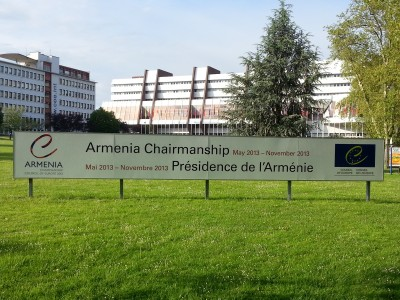 Armenia Chairmanship May 2013 – November 2013
Mai 2013 – Novembre 2013 Présidence de l'Arménie
ARMENIA